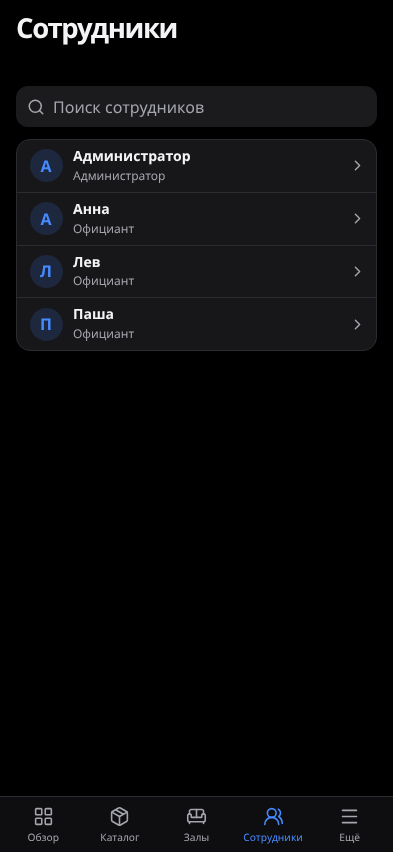 Сотрудники
Поиск сотрудников
А
Администратор
Администратор
А
Анна
Официант
Л
Лев
Официант
П
Паша
Официант
Обзор
Каталог
Залы
Сотрудники
Ещё